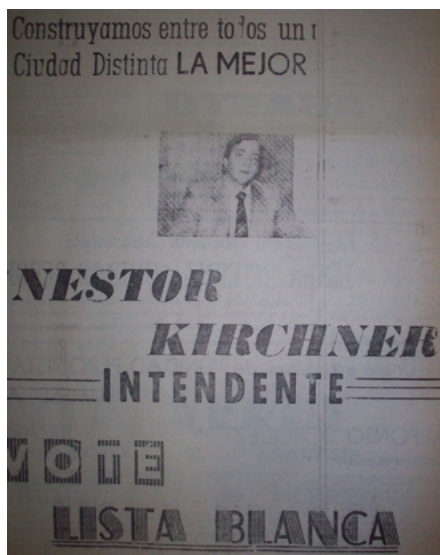 Construyamos entre todos un
Ciudad Distinta LA MEJOR
NESTOR
KIRCHNER
INTENDENTE
VOTE
LISTA BLANCA